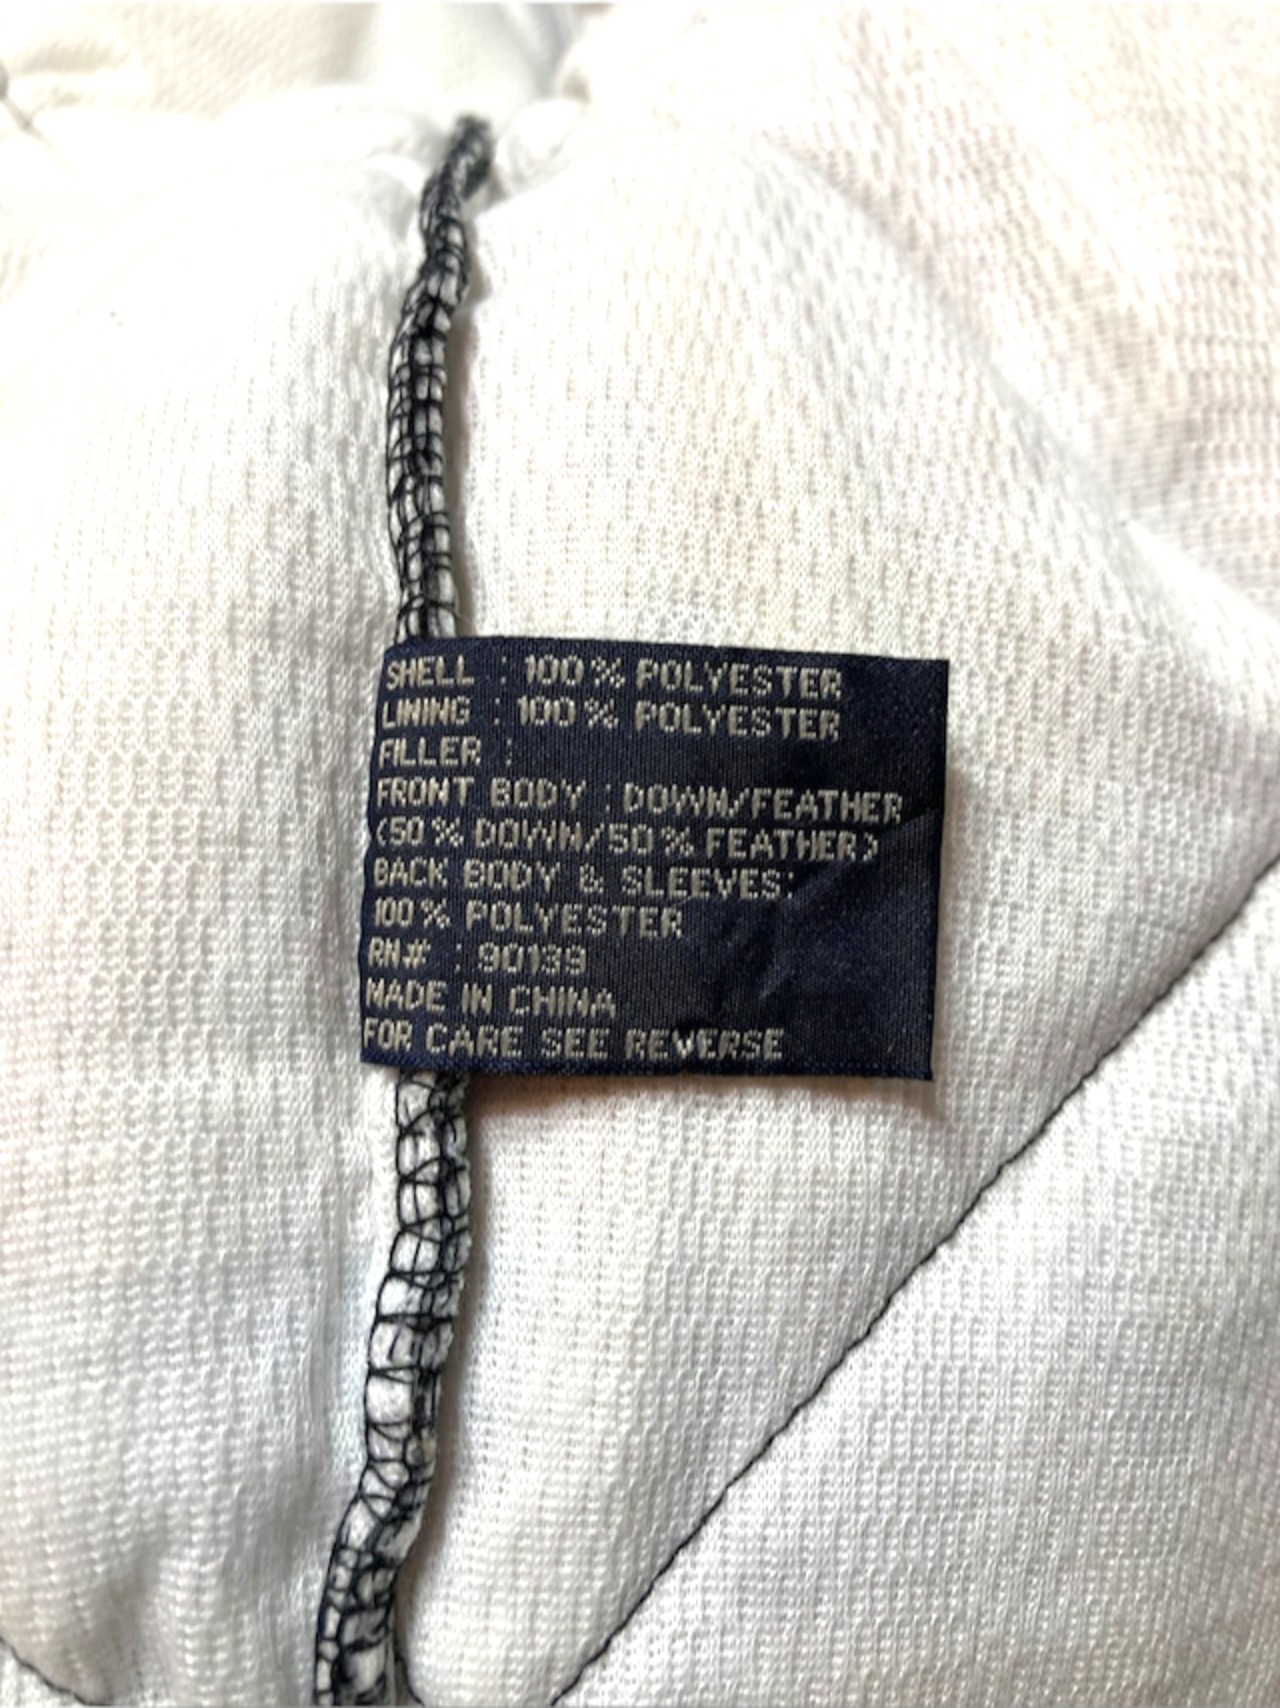 SHELL : 100% POLYESTER
LINING : 100% POLYESTER
FILLER :
FRONT BODY : DOWN/FEATHER
(50% DOWN/50% FEATHER)
BACK BODY & SLEEVES:
100% POLYESTER
RN# : 90139
MADE IN CHINA
FOR CARE SEE REVERSE